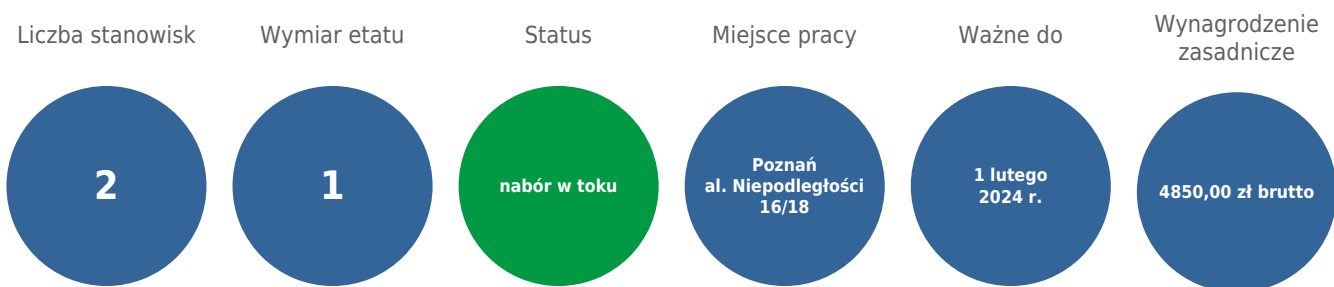 Liczba stanowisk
2
Wymiar etatu
1
Status
nabór w toku
Miejsce pracy
Poznań
al. Niepodległości
16/18
Ważne do
1 lutego
2024 r.
Wynagrodzenie
zasadnicze
4850,00 zł brutto